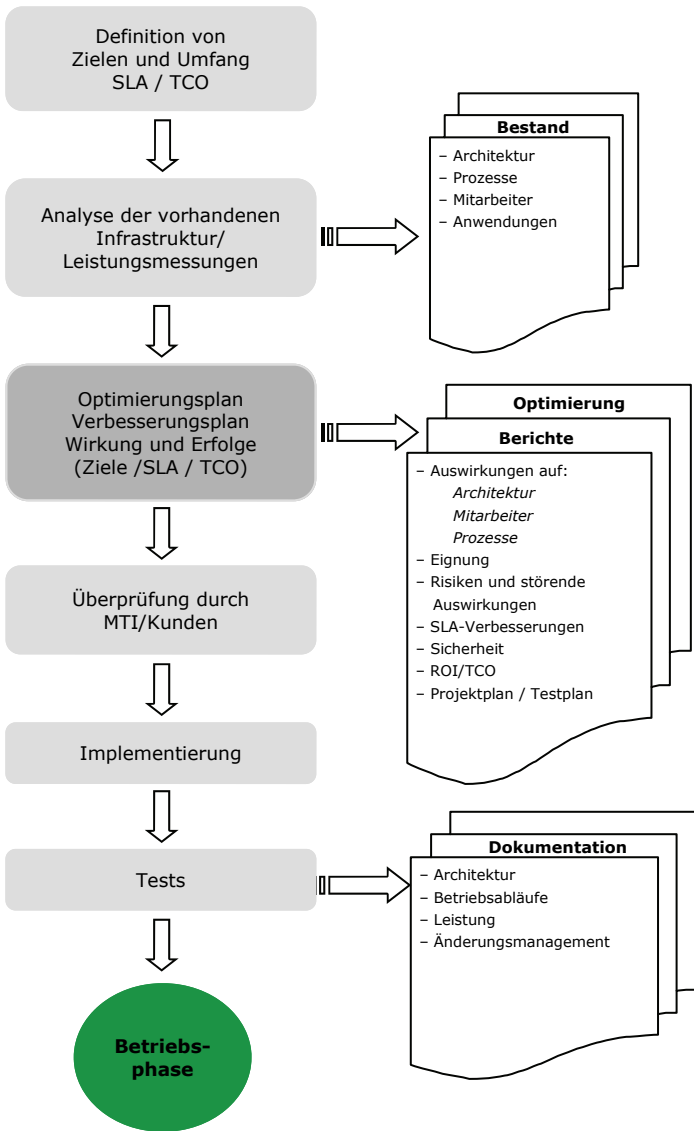 Definition von
Zielen und Umfang
SLA / TCO
Analyse der vorhandenen
Infrastruktur/
Leistungsmessungen
Bestand
– Architektur
– Prozesse
– Mitarbeiter
– Anwendungen
Optimierungsplan
Verbesserungsplan
Wirkung und Erfolge
(Ziele /SLA / TCO)
Optimierung
Berichte
– Auswirkungen auf:
Architektur
Mitarbeiter
Prozesse
– Eignung
– Risiken und störende
Auswirkungen
– SLA-Verbesserungen
– Sicherheit
– ROI/TCO
– Projektplan / Testplan
Überprüfung durch
MTI/Kunden
Implementierung
Tests
Dokumentation
– Architektur
– Betriebsabläufe
– Leistung
– Änderungsmanagement
Betriebs-
phase